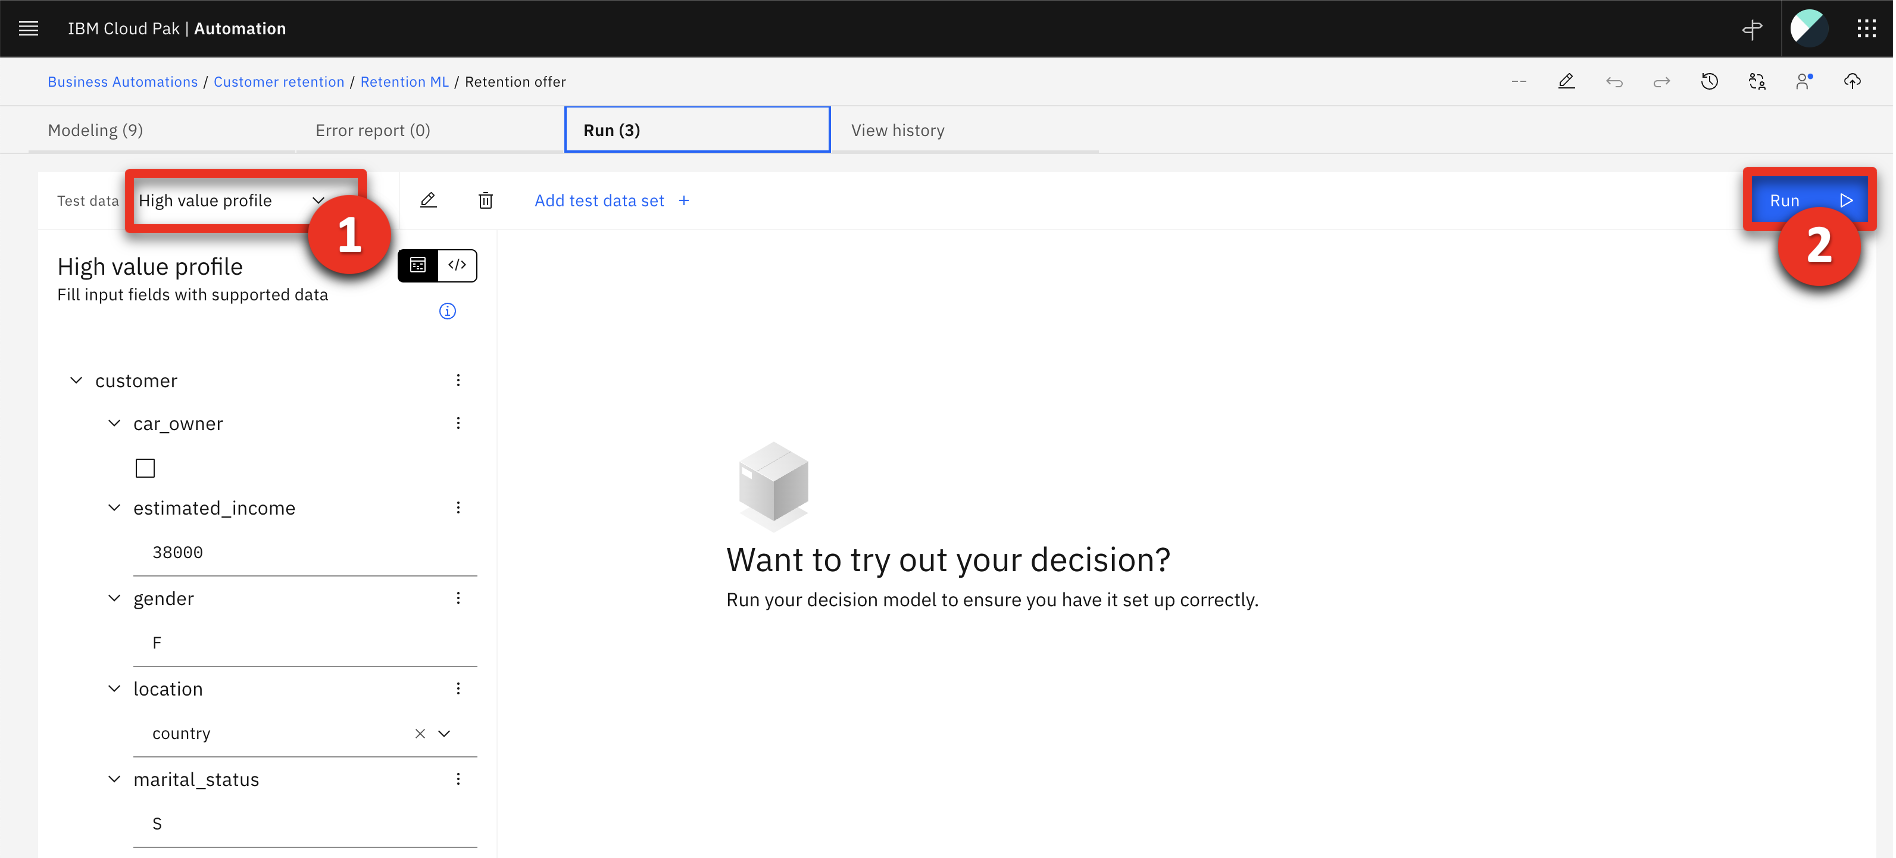 IBM Cloud Pak | Automation
Business Automations / Customer retention / Retention ML / Retention offer
Modeling (9)
Error report (0)
Run (3)
View history
Test data
High value profile
Add test data set +
Run
1
2
High value profile
</>
Fill input fields with supported data
customer
car_owner
estimated_income
38000
gender
F
location
country
marital_status
S
Want to try out your decision?
Run your decision model to ensure you have it set up correctly.